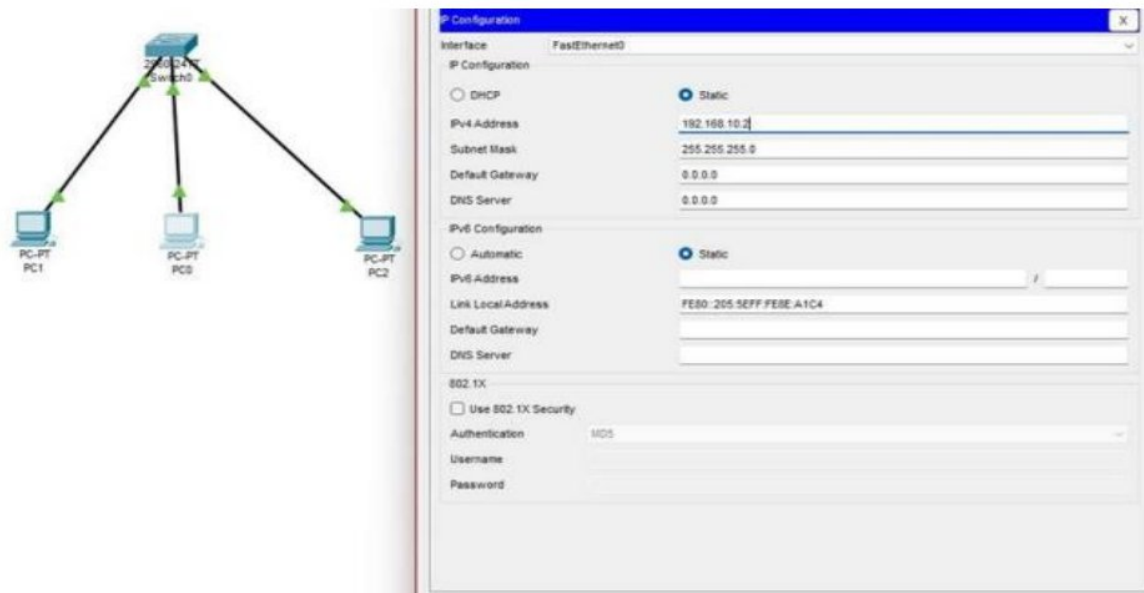 Switch0
PC-PT
PC1
PC-PT
PC0
PC-PT
PC2
IP Configuration
X
Interface
FastEthernet0
IP Configuration
DHCP
Static
IPv4 Address
192.168.10.2
Subnet Mask
255.255.255.0
Default Gateway
0.0.0.0
DNS Server
0.0.0.0
IPv6 Configuration
Automatic
Static
IPv6 Address
/
Link Local Address
FE80::205:5EFF:FE8E:A1C4
Default Gateway
DNS Server
802.1X
Use 802.1X Security
Authentication
MD5
Username
Password